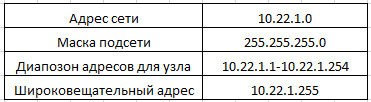 Адрес сети 10.22.1.0
Маска подсети 255.255.255.0
Диапазон адресов для узла 10.22.1.1-10.22.1.254
Широковещательный адрес 10.22.1.255